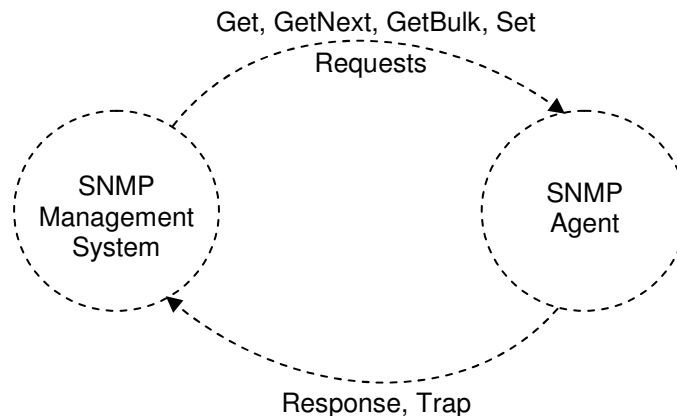 Get, GetNext, GetBulk, Set
Requests
SNMP
Management
System
SNMP
Agent
Response, Trap